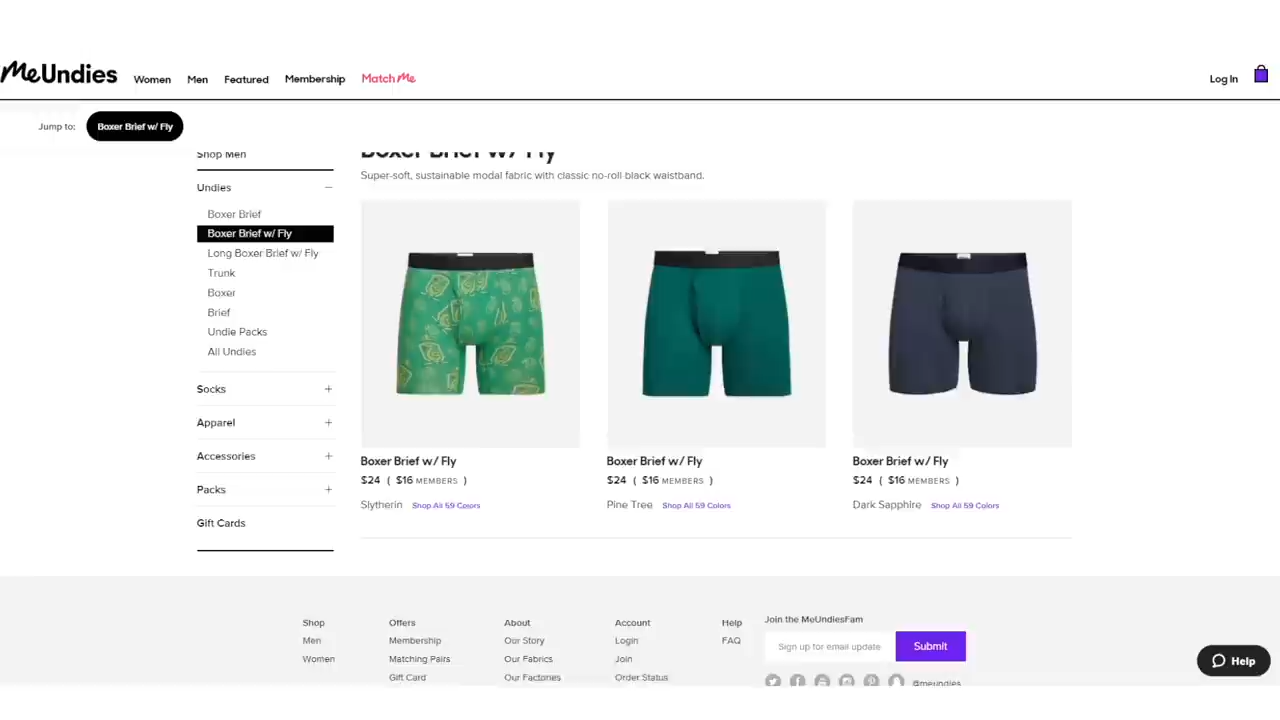 MeUndies
Women Men Featured Membership Match Me
Log In
Jump to: Boxer Brief w/ Fly
Shop Men
Boxer Brief w/ Fly
Super-soft, sustainable modal fabric with classic no-roll black waistband.
Undies
Boxer Brief
Boxer Brief w/ Fly
Long Boxer Brief w/ Fly
Trunk
Boxer
Brief
Undie Packs
All Undies
Socks
Apparel
Accessories
Packs
Gift Cards
Boxer Brief w/ Fly
$24 ( $16 MEMBERS )
Slytherin Shop All 59 Colors
Boxer Brief w/ Fly
$24 ( $16 MEMBERS )
Pine Tree Shop All 59 Colors
Boxer Brief w/ Fly
$24 ( $16 MEMBERS )
Dark Sapphire Shop All 59 Colors
Shop
Men
Women
Offers
Membership
Matching Pairs
Gift Card
About
Our Story
Our Fabrics
Our Factories
Account
Login
Join
Order Status
Help
FAQ
Join the MeUndiesFam
Sign up for email update Submit
@meundies
Help